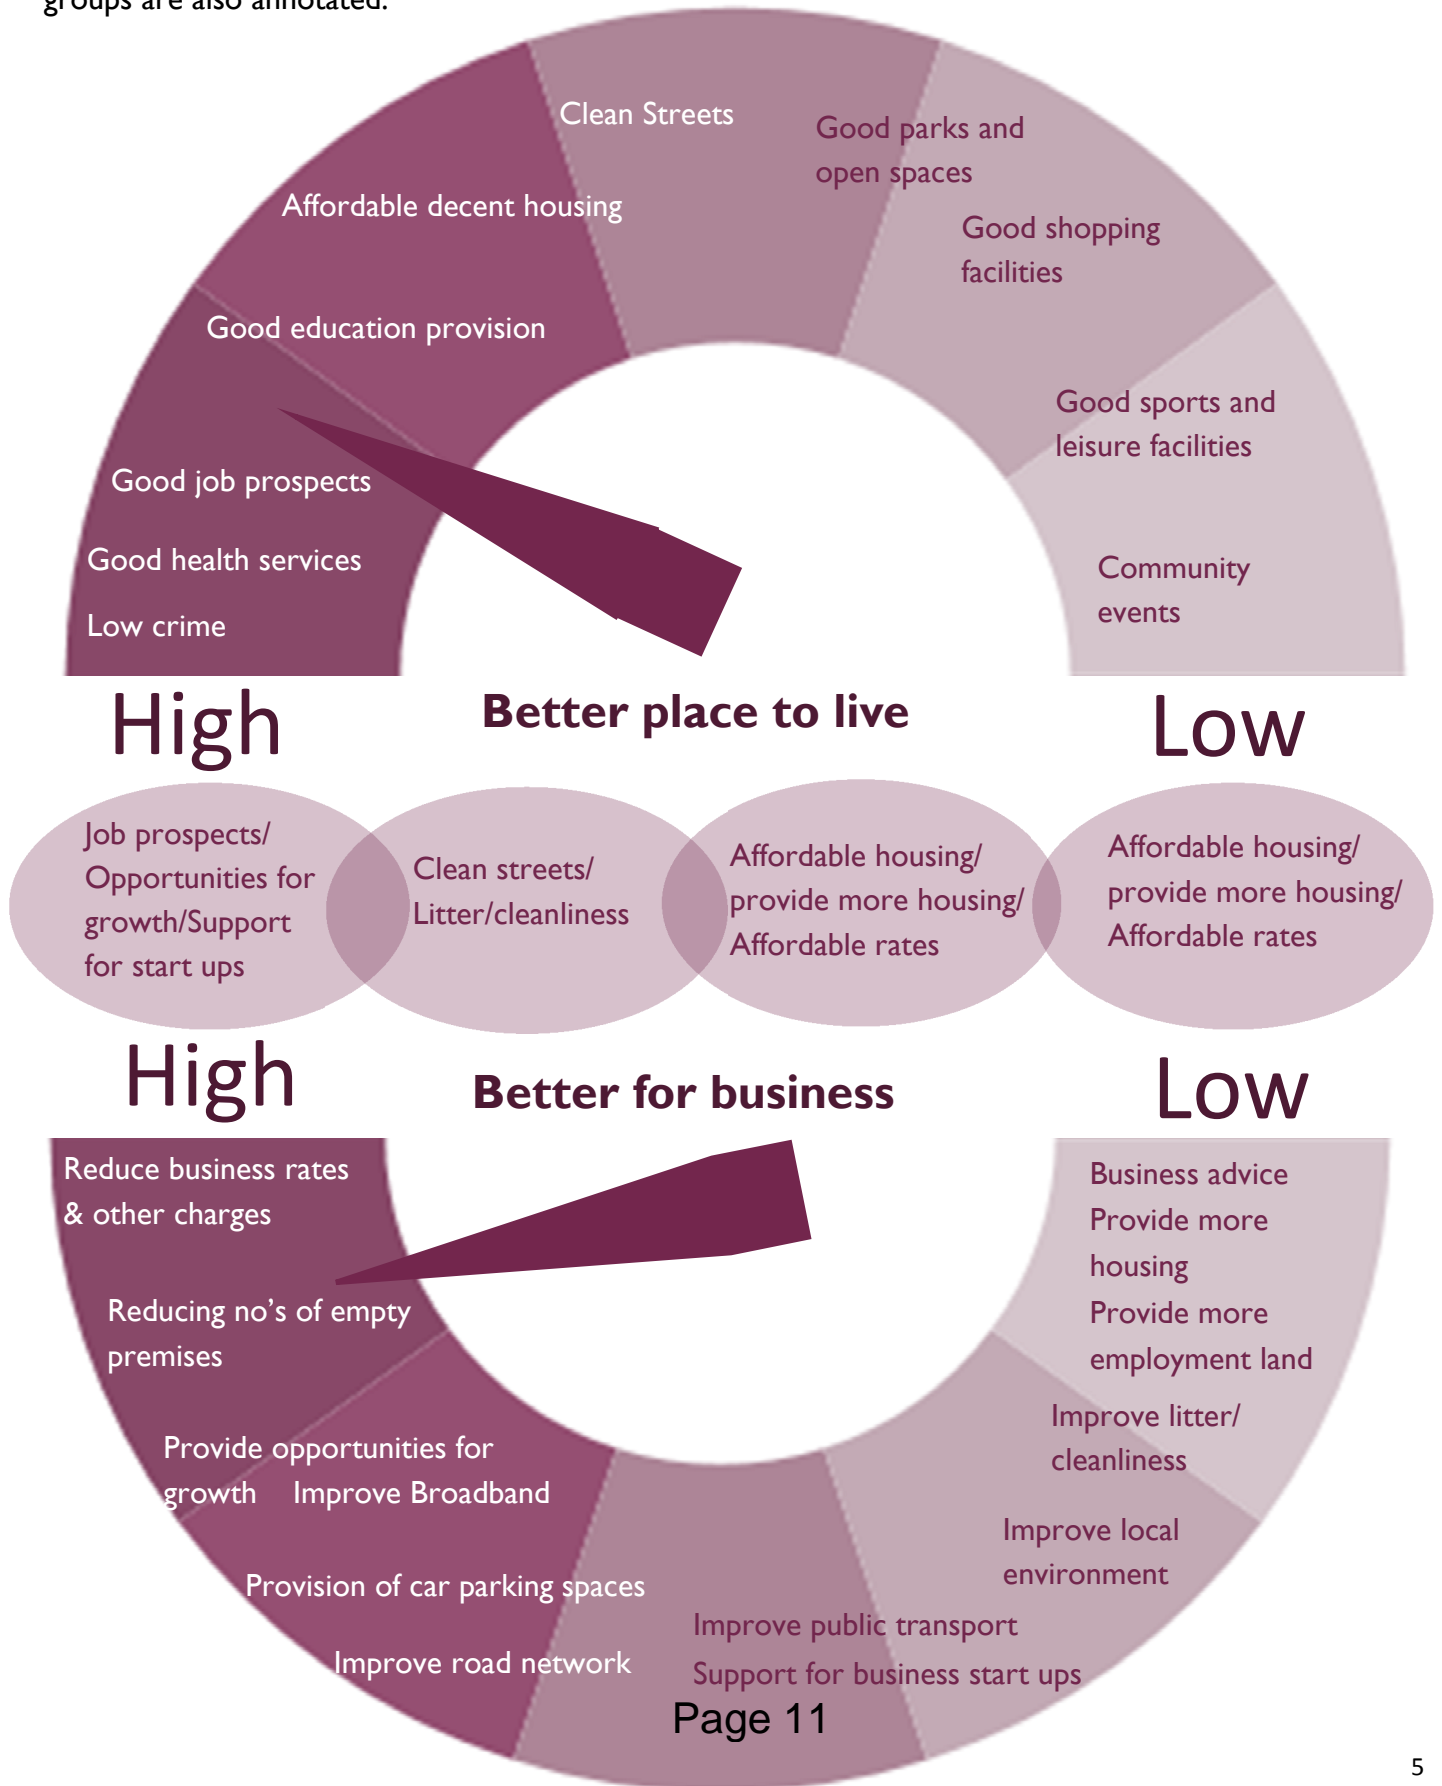 groups are also annotated.
Clean Streets
Good parks and
open spaces
Affordable decent housing
Good shopping
facilities
Good education provision
Good sports and
leisure facilities
Good job prospects
Good health services
Community
events
Low crime
High
Better place to live
Low
Job prospects/
Opportunities for
growth/Support
for start ups
Clean streets/
Litter/cleanliness
Affordable housing/
provide more housing/
Affordable rates
Affordable housing/
provide more housing/
Affordable rates
High
Better for business
Low
Reduce business rates
& other charges
Reducing no's of empty
premises
Provide opportunities for
growth Improve Broadband
Provision of car parking spaces
Improve road network
Business advice
Provide more
housing
Provide more
employment land
Improve litter/
cleanliness
Improve local
environment
Improve public transport
Support for business start ups
Page 11
5